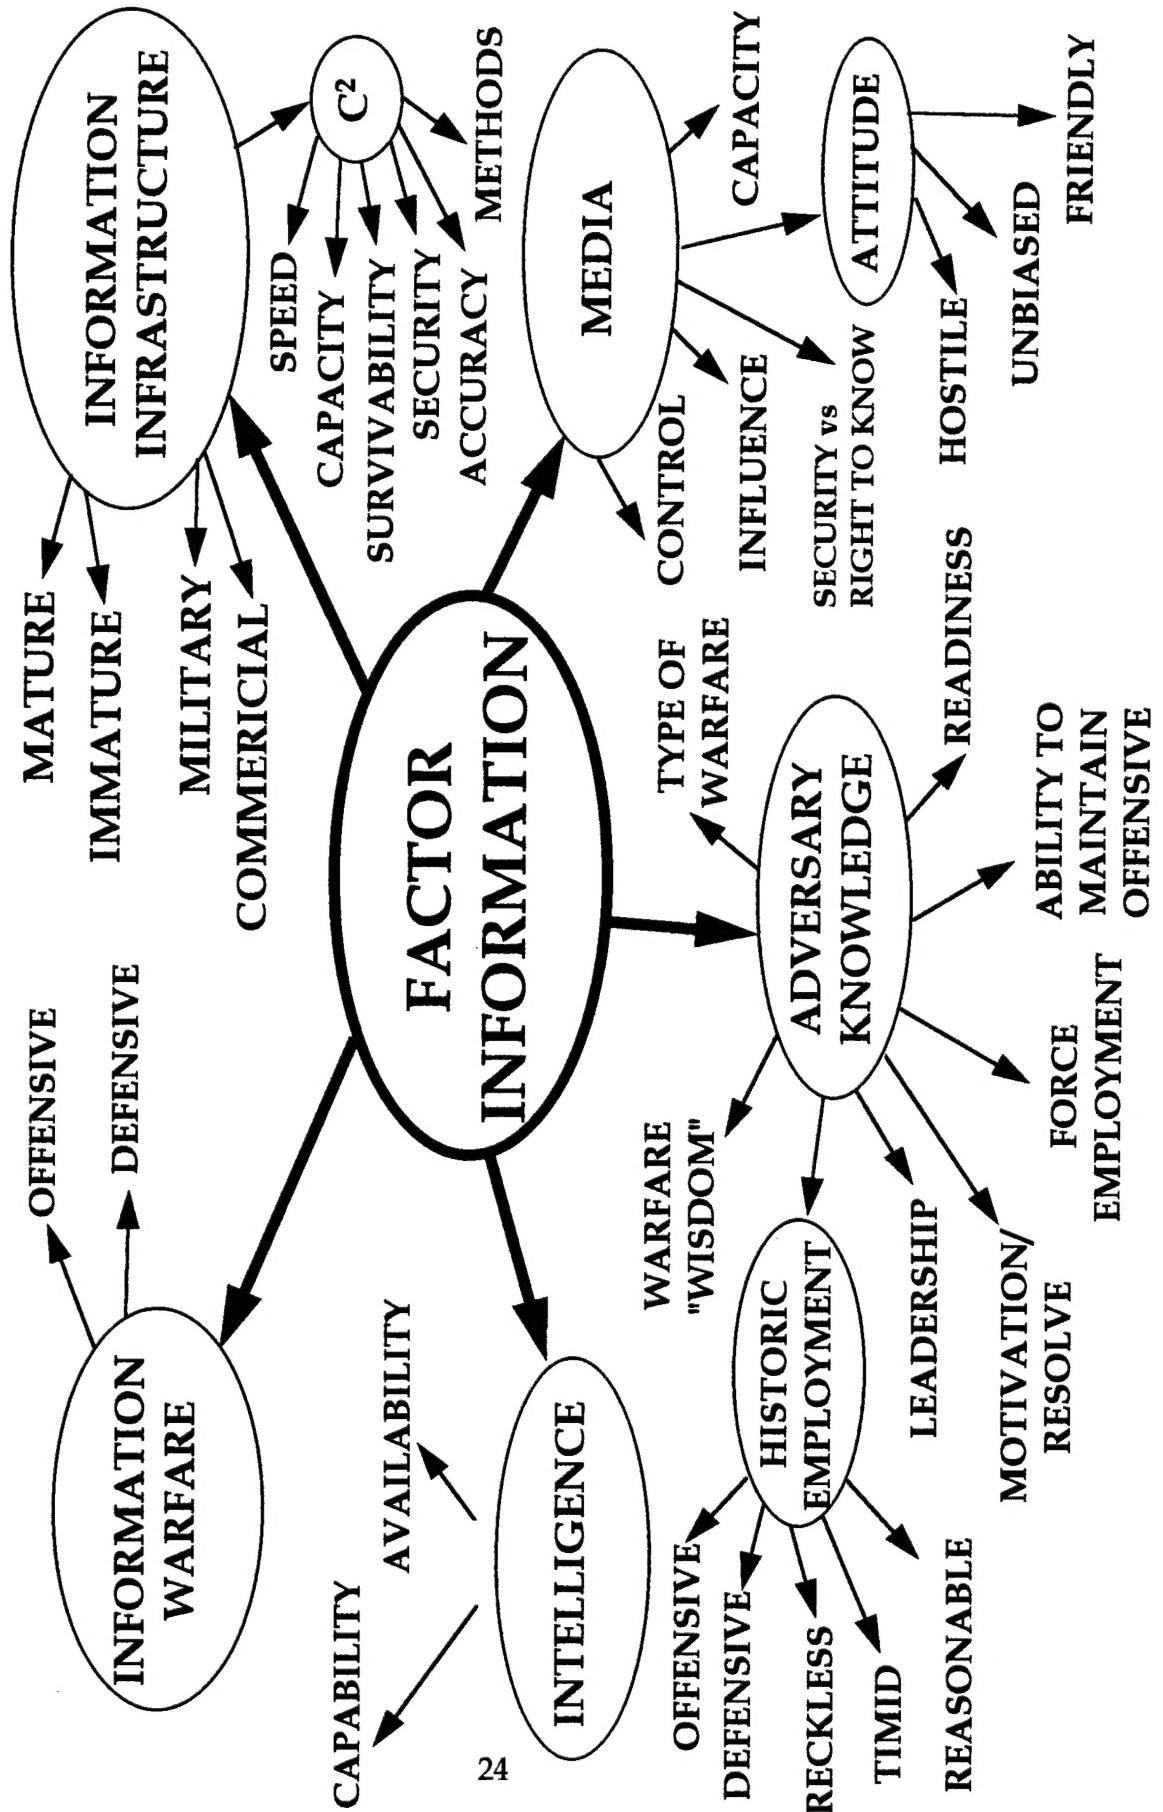 OFFENSIVE
DEFENSIVE
INFORMATION
WARFARE
MATURE
IMMATURE
MILITARY
COMMERICIAL
INFORMATION
INFRASTRUCTURE
C²
SPEED
CAPACITY
SURVIVABILITY
SECURITY
ACCURACY
METHODS
FACTOR
INFORMATION
CAPABILITY
AVAILABILITY
INTELLIGENCE
MEDIA
CONTROL
INFLUENCE
SECURITY vs
RIGHT TO KNOW
CAPACITY
ATTITUDE
HOSTILE
UNBIASED
FRIENDLY
ADVERSARY
KNOWLEDGE
WARFARE
"WISDOM"
TYPE OF
WARFARE
READINESS
ABILITY TO
MAINTAIN
OFFENSIVE
FORCE
EMPLOYMENT
MOTIVATION/
RESOLVE
LEADERSHIP
HISTORIC
EMPLOYMENT
OFFENSIVE
DEFENSIVE
RECKLESS
TIMID
REASONABLE
24